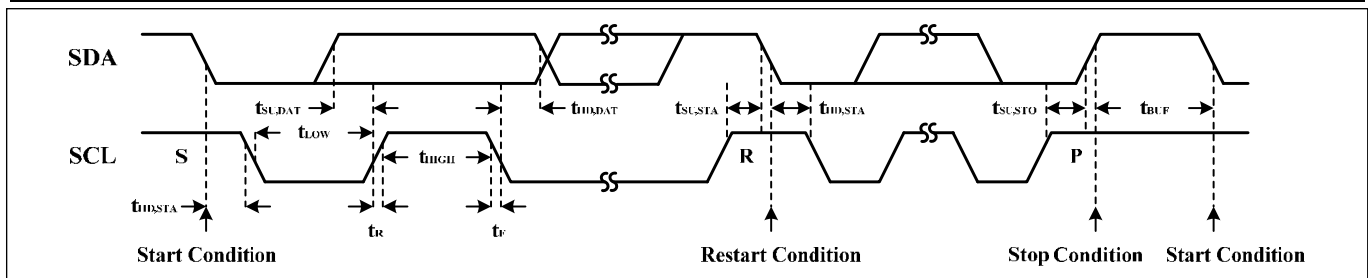 SDA
tSU,DAT
tHD,DAT
tSU,STA
tHD,STA
tSU,STO
tBUF
tLOW
SCL
S
tHIGH
R
P
tHD,STA
tR
tF
Start Condition
Restart Condition
Stop Condition
Start Condition